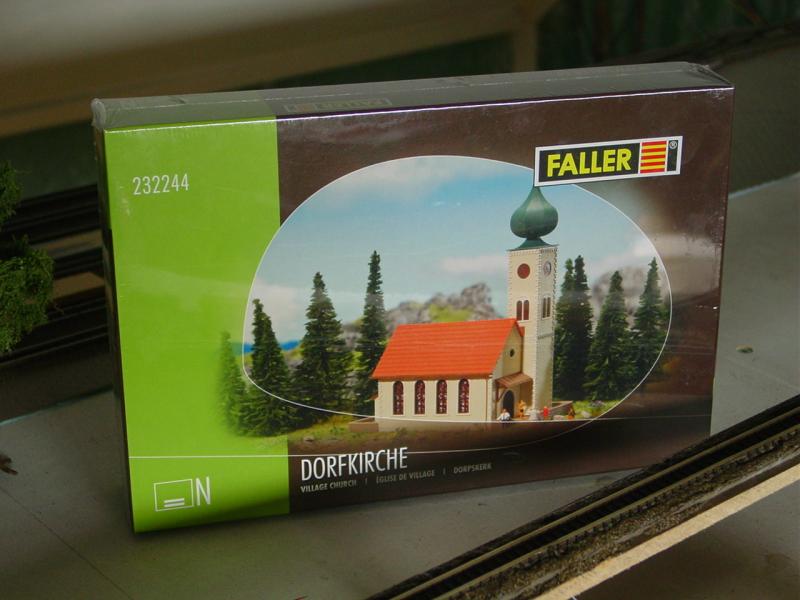 232244
FALLER ®
DORFKIRCHE
VILLAGE CHURCH | ÉGLISE DE VILLAGE | DORPSKERK
N